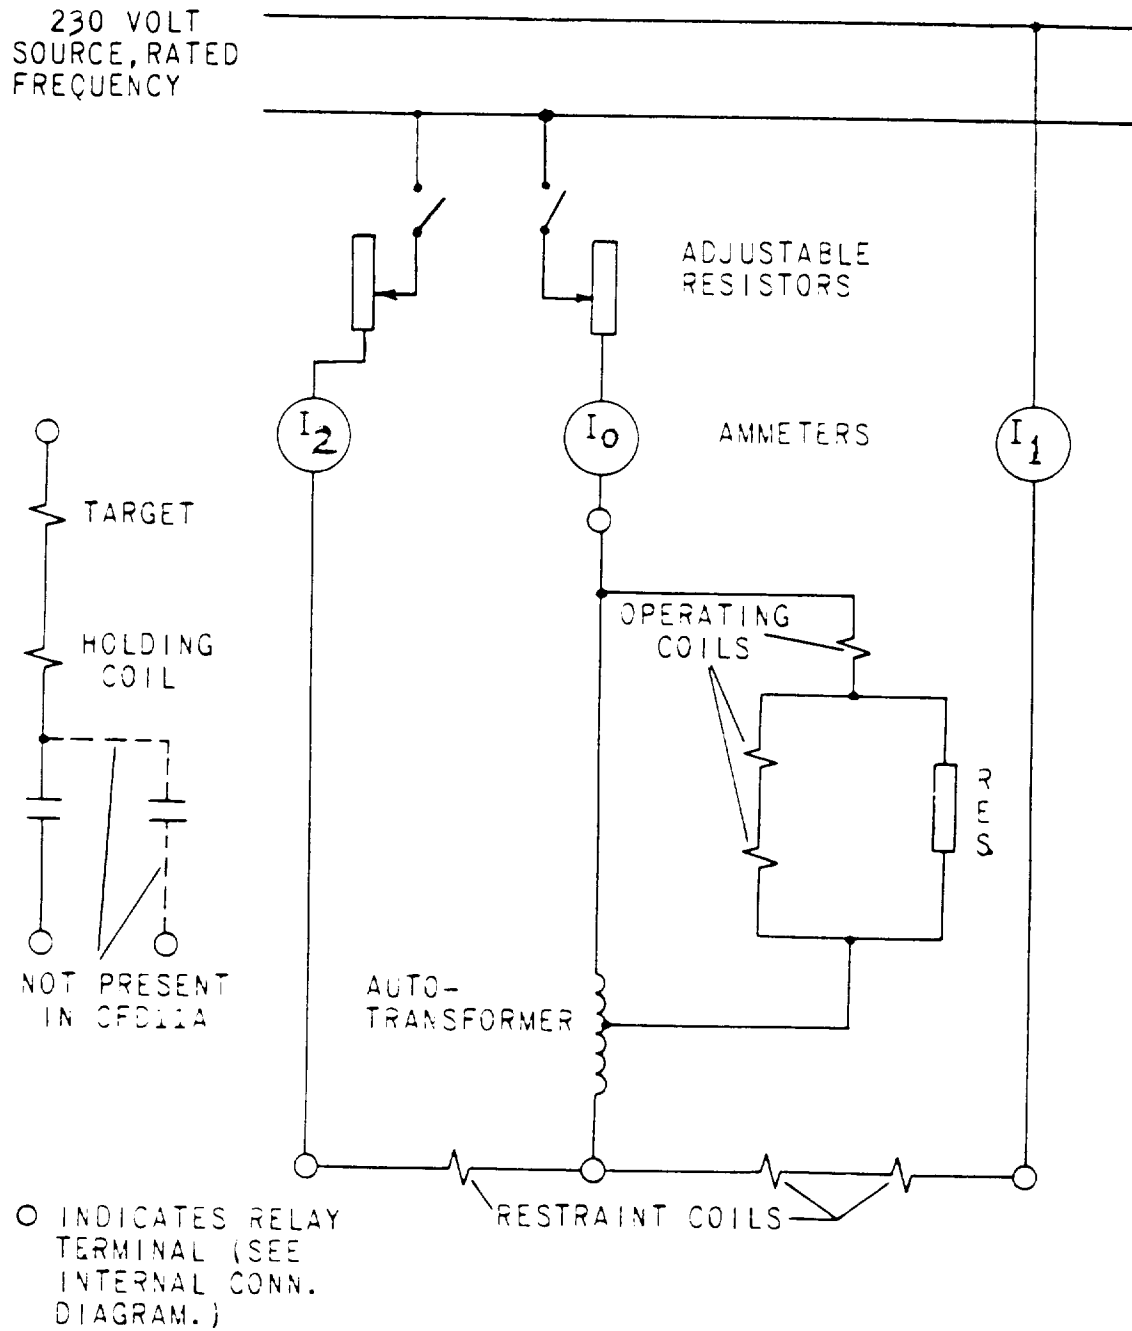 230 VOLT
SOURCE, RATED
FREQUENCY
ADJUSTABLE
RESISTORS
I2
I0
AMMETERS
I1
TARGET
OPERATING
COILS
HOLDING
COIL
RES
NOT PRESENT
IN CFD11A
AUTO-
TRANSFORMER
RESTRAINT COILS
O INDICATES RELAY
TERMINAL (SEE
INTERNAL CONN.
DIAGRAM.)